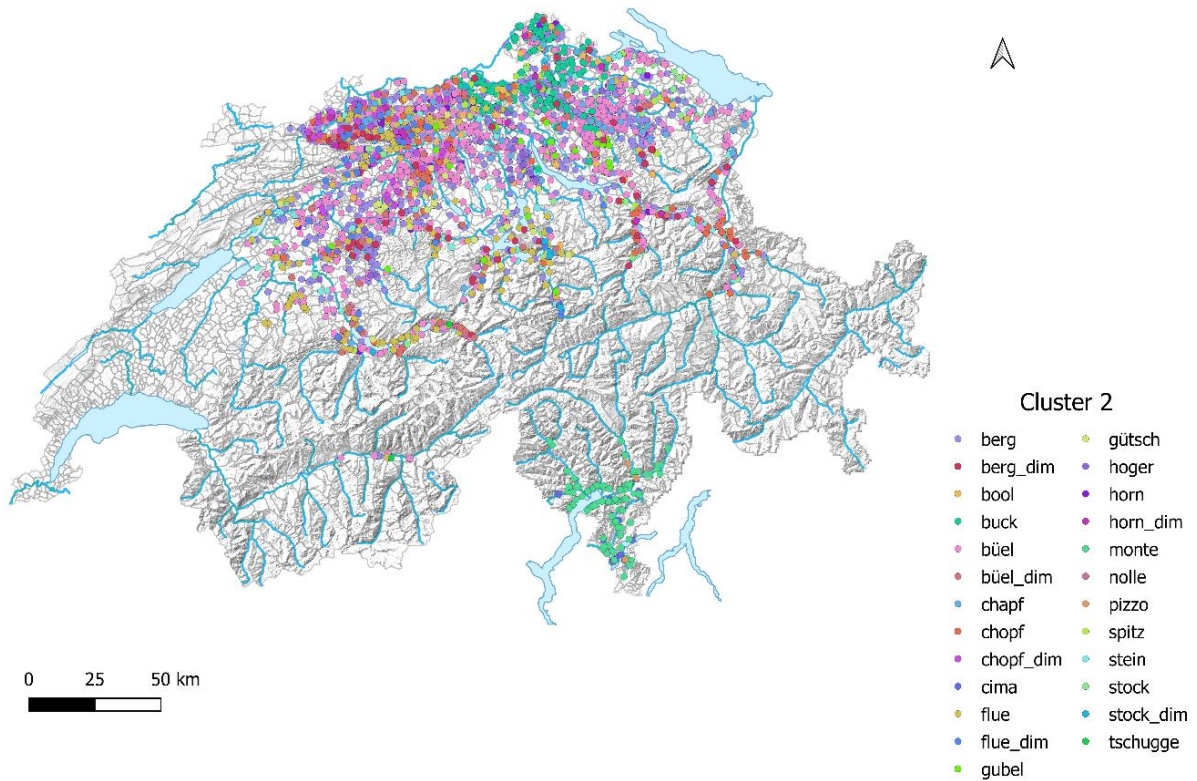 Cluster 2
berg gütsch
berg_dim hoger
bool horn
buck horn_dim
büel monte
büel_dim nolle
chapf pizzo
chopf spitz
chopf_dim stein
cima stock
flue stock_dim
flue_dim tschugge
gubel
0 25 50 km